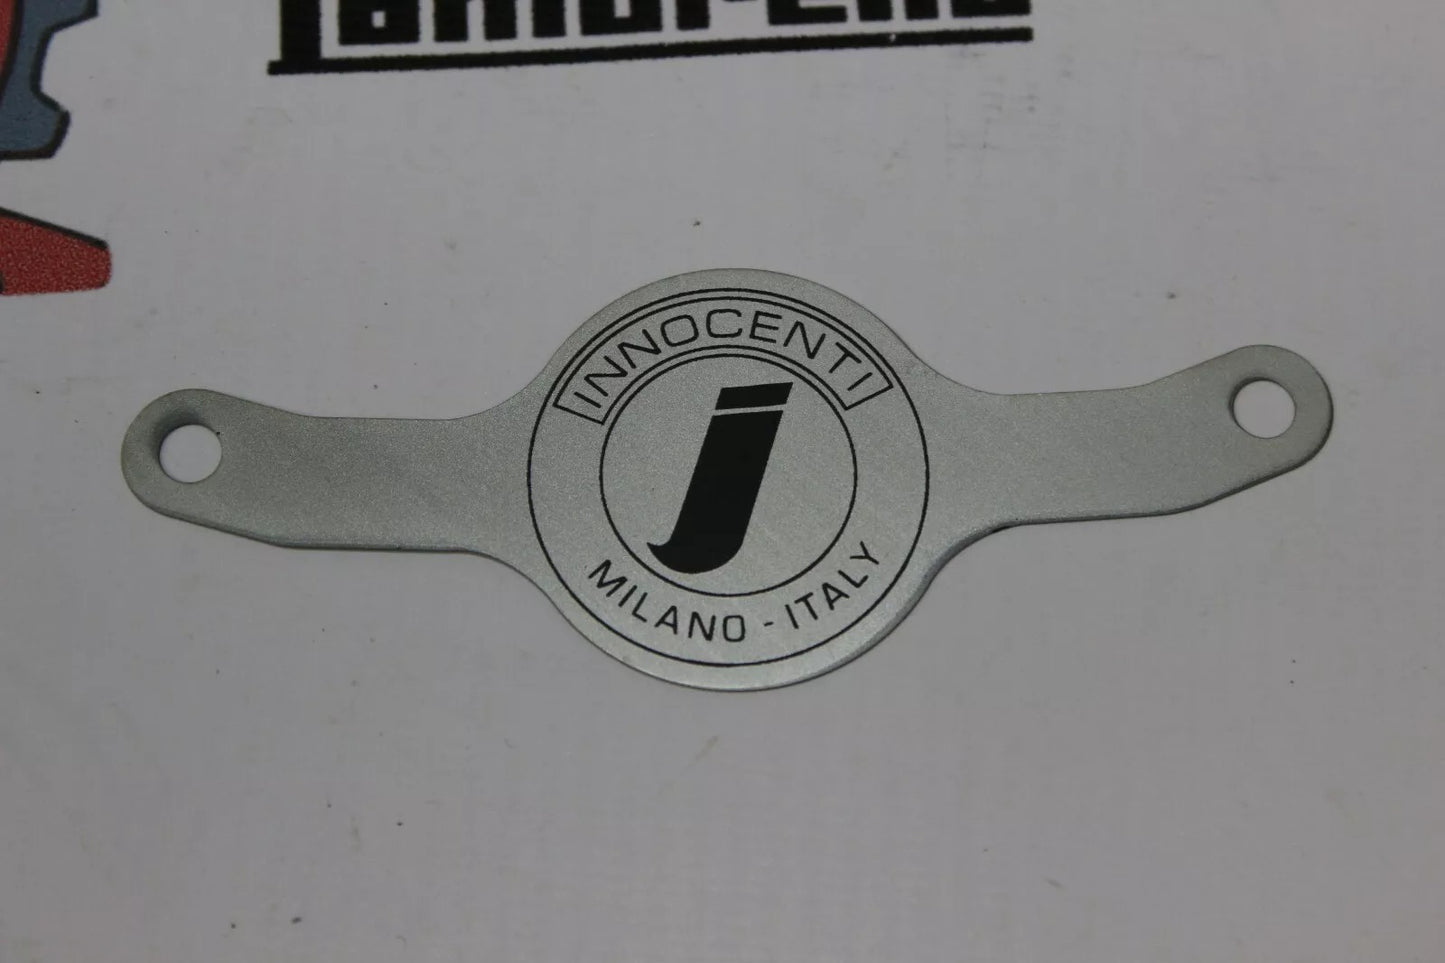 INNOCENTI
j
MILANO - ITALY